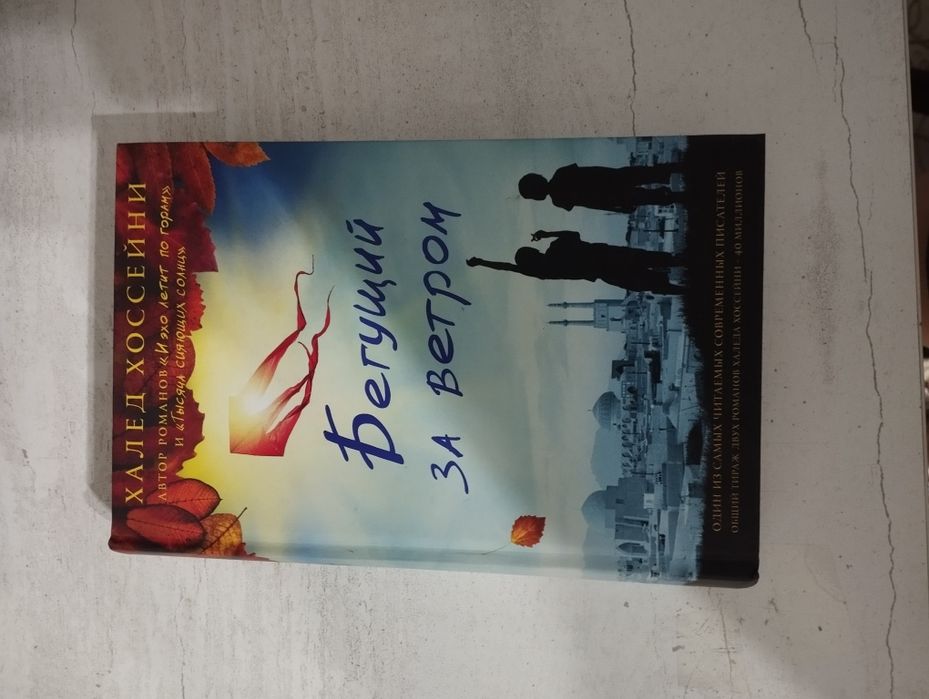 ХАЛЕД ХОССЕЙНИ
АВТОР РОМАНОВ «И эхо летит по горам»
и «Тысяча сияющих солнц»
Бегущий
за ветром
ОДИН ИЗ САМЫХ ЧИТАЕМЫХ СОВРЕМЕННЫХ ПИСАТЕЛЕЙ
ОБЩИЙ ТИРАЖ ДВУХ РОМАНОВ ХАЛЕДА ХОССЕЙНИ – 40 МИЛЛИОНОВ